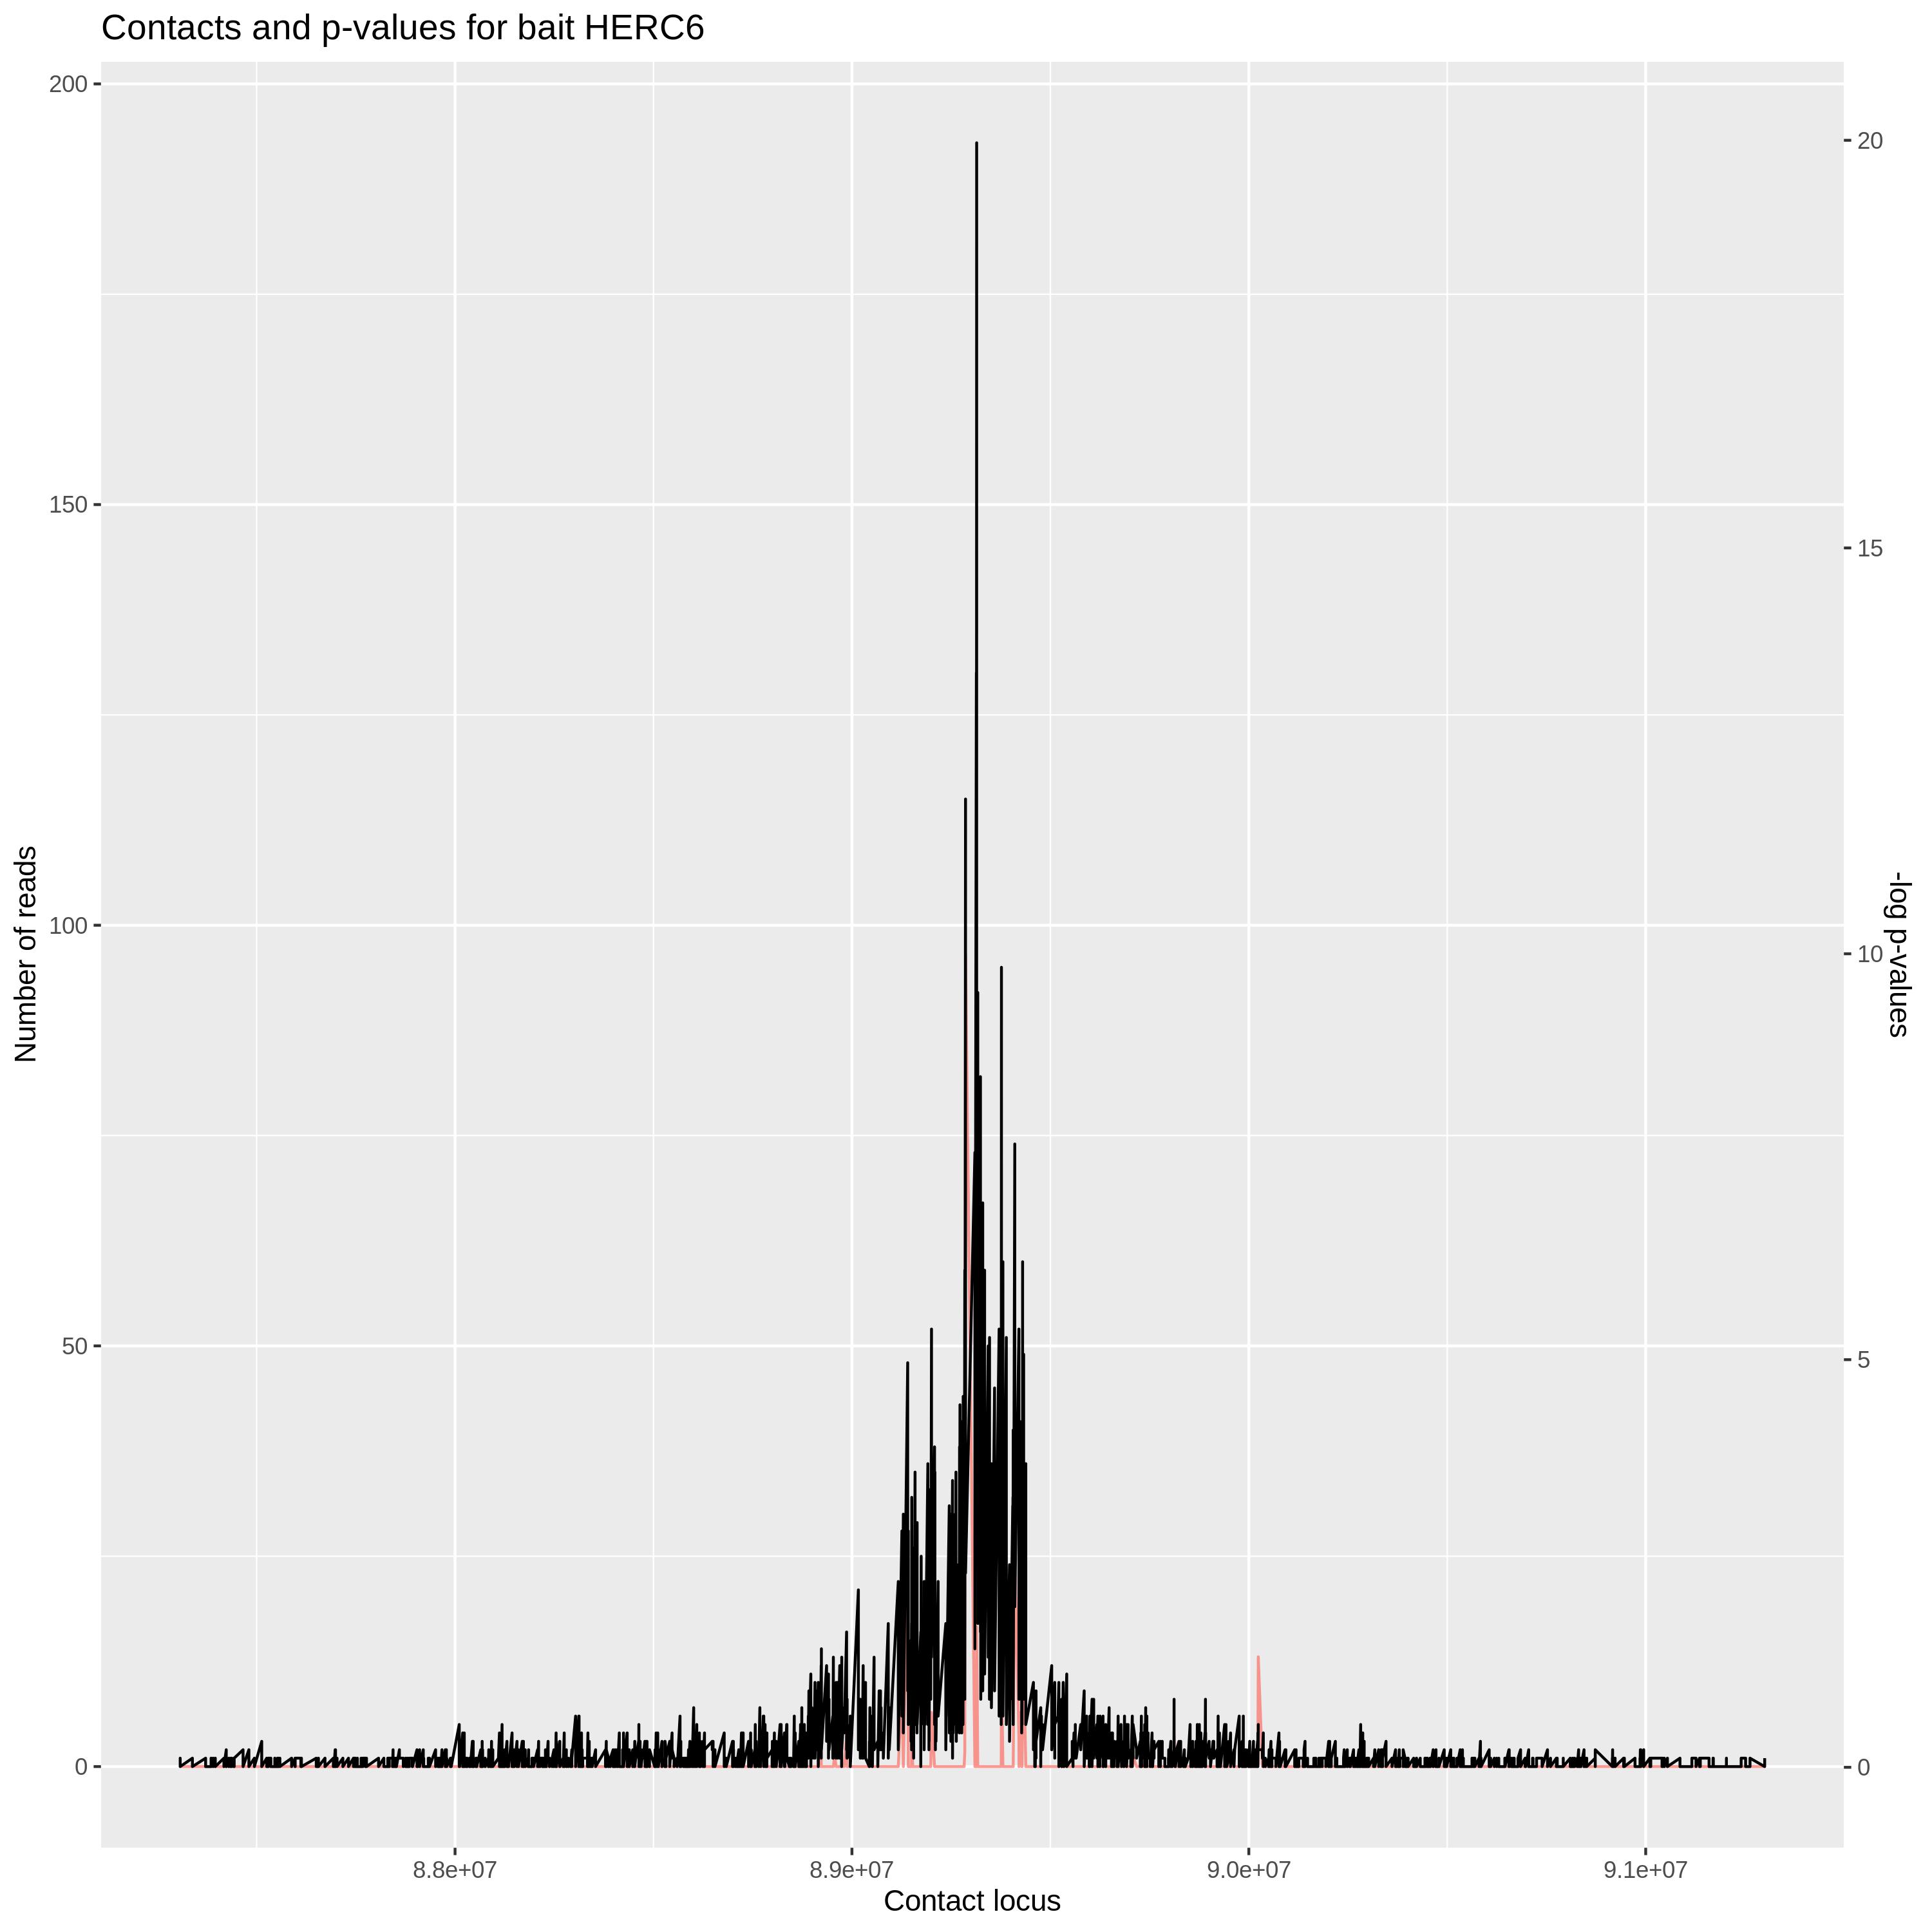 Contacts and p-values for bait HERC6
200
150
100
50
0
Number of reads
20
15
10
5
0
-log p-values
8.8e+07
8.9e+07
9.0e+07
9.1e+07
Contact locus